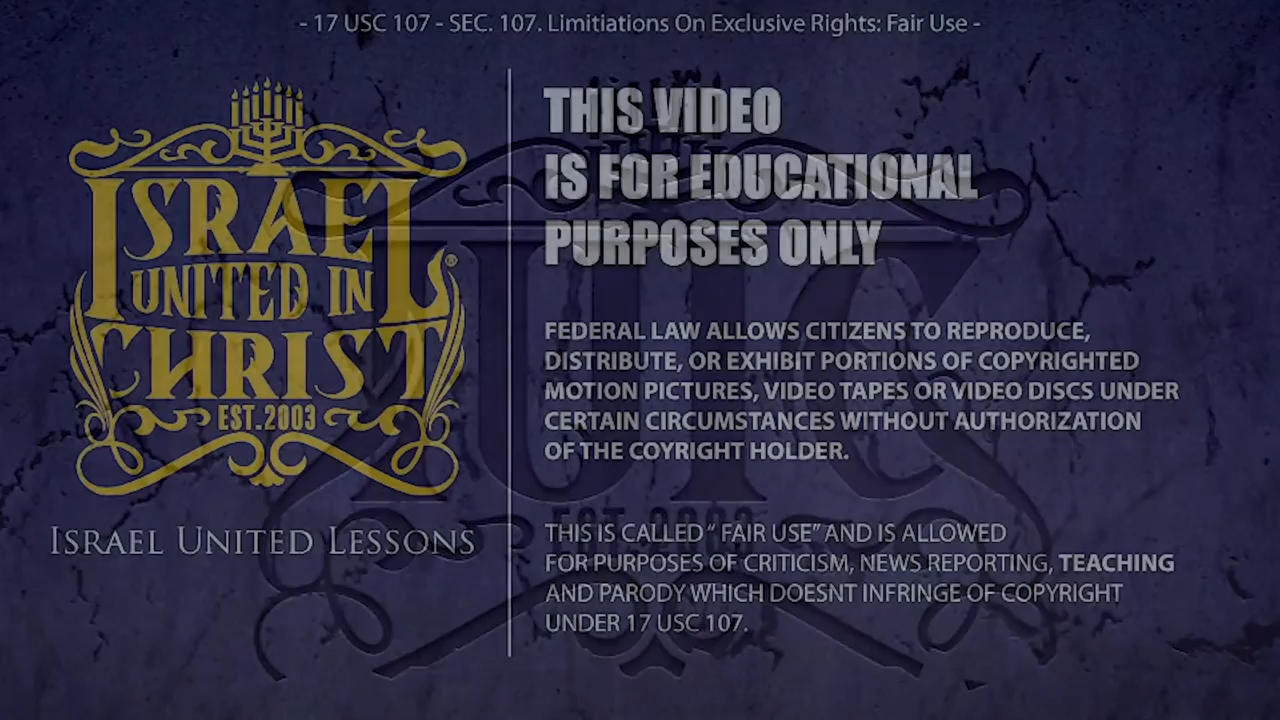 - 17 USC 107 - SEC. 107. Limitiations On Exclusive Rights: Fair Use -
ISRAEL
UNITED IN
CHRIST
EST.2003
®
ISRAEL UNITED LESSONS
THIS VIDEO
IS FOR EDUCATIONAL
PURPOSES ONLY
FEDERAL LAW ALLOWS CITIZENS TO REPRODUCE,
DISTRIBUTE, OR EXHIBIT PORTIONS OF COPYRIGHTED
MOTION PICTURES, VIDEO TAPES OR VIDEO DISCS UNDER
CERTAIN CIRCUMSTANCES WITHOUT AUTHORIZATION
OF THE COYRIGHT HOLDER.
THIS IS CALLED “ FAIR USE” AND IS ALLOWED
FOR PURPOSES OF CRITICISM, NEWS REPORTING, TEACHING
AND PARODY WHICH DOESNT INFRINGE OF COPYRIGHT
UNDER 17 USC 107.
IUIC
EST.2003